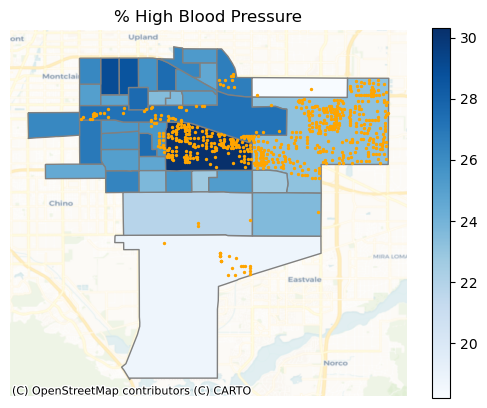 % High Blood Pressure
ont
Upland
Montclair
Chino
Eastvale
MIRA LOMA
Norco
(C) OpenStreetMap contributors (C) CARTO
30
28
26
24
22
20